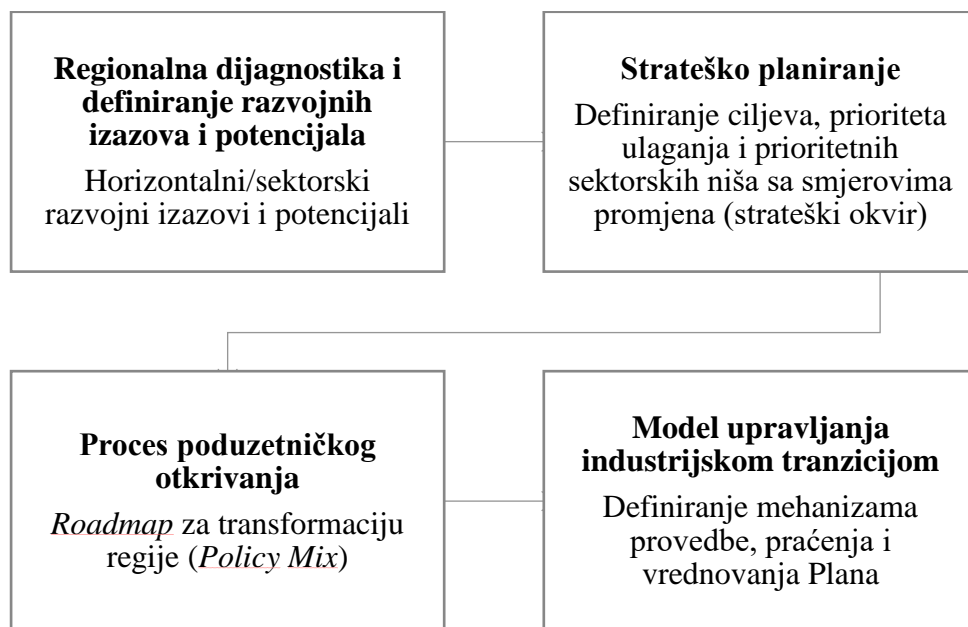 Regionalna dijagnostika i
definiranje razvojnih
izazova i potencijala
Horizontalni/sektorski
razvojni izazovi i potencijali
Strateško planiranje
Definiranje ciljeva, prioriteta
ulaganja i prioritetnih
sektorskih niša sa smjerovima
promjena (strateški okvir)
Proces poduzetničkog
otkrivanja
Roadmap za transformaciju
regije (Policy Mix)
Model upravljanja
industrijskom tranzicijom
Definiranje mehanizama
provedbe, praćenja i
vrednovanja Plana